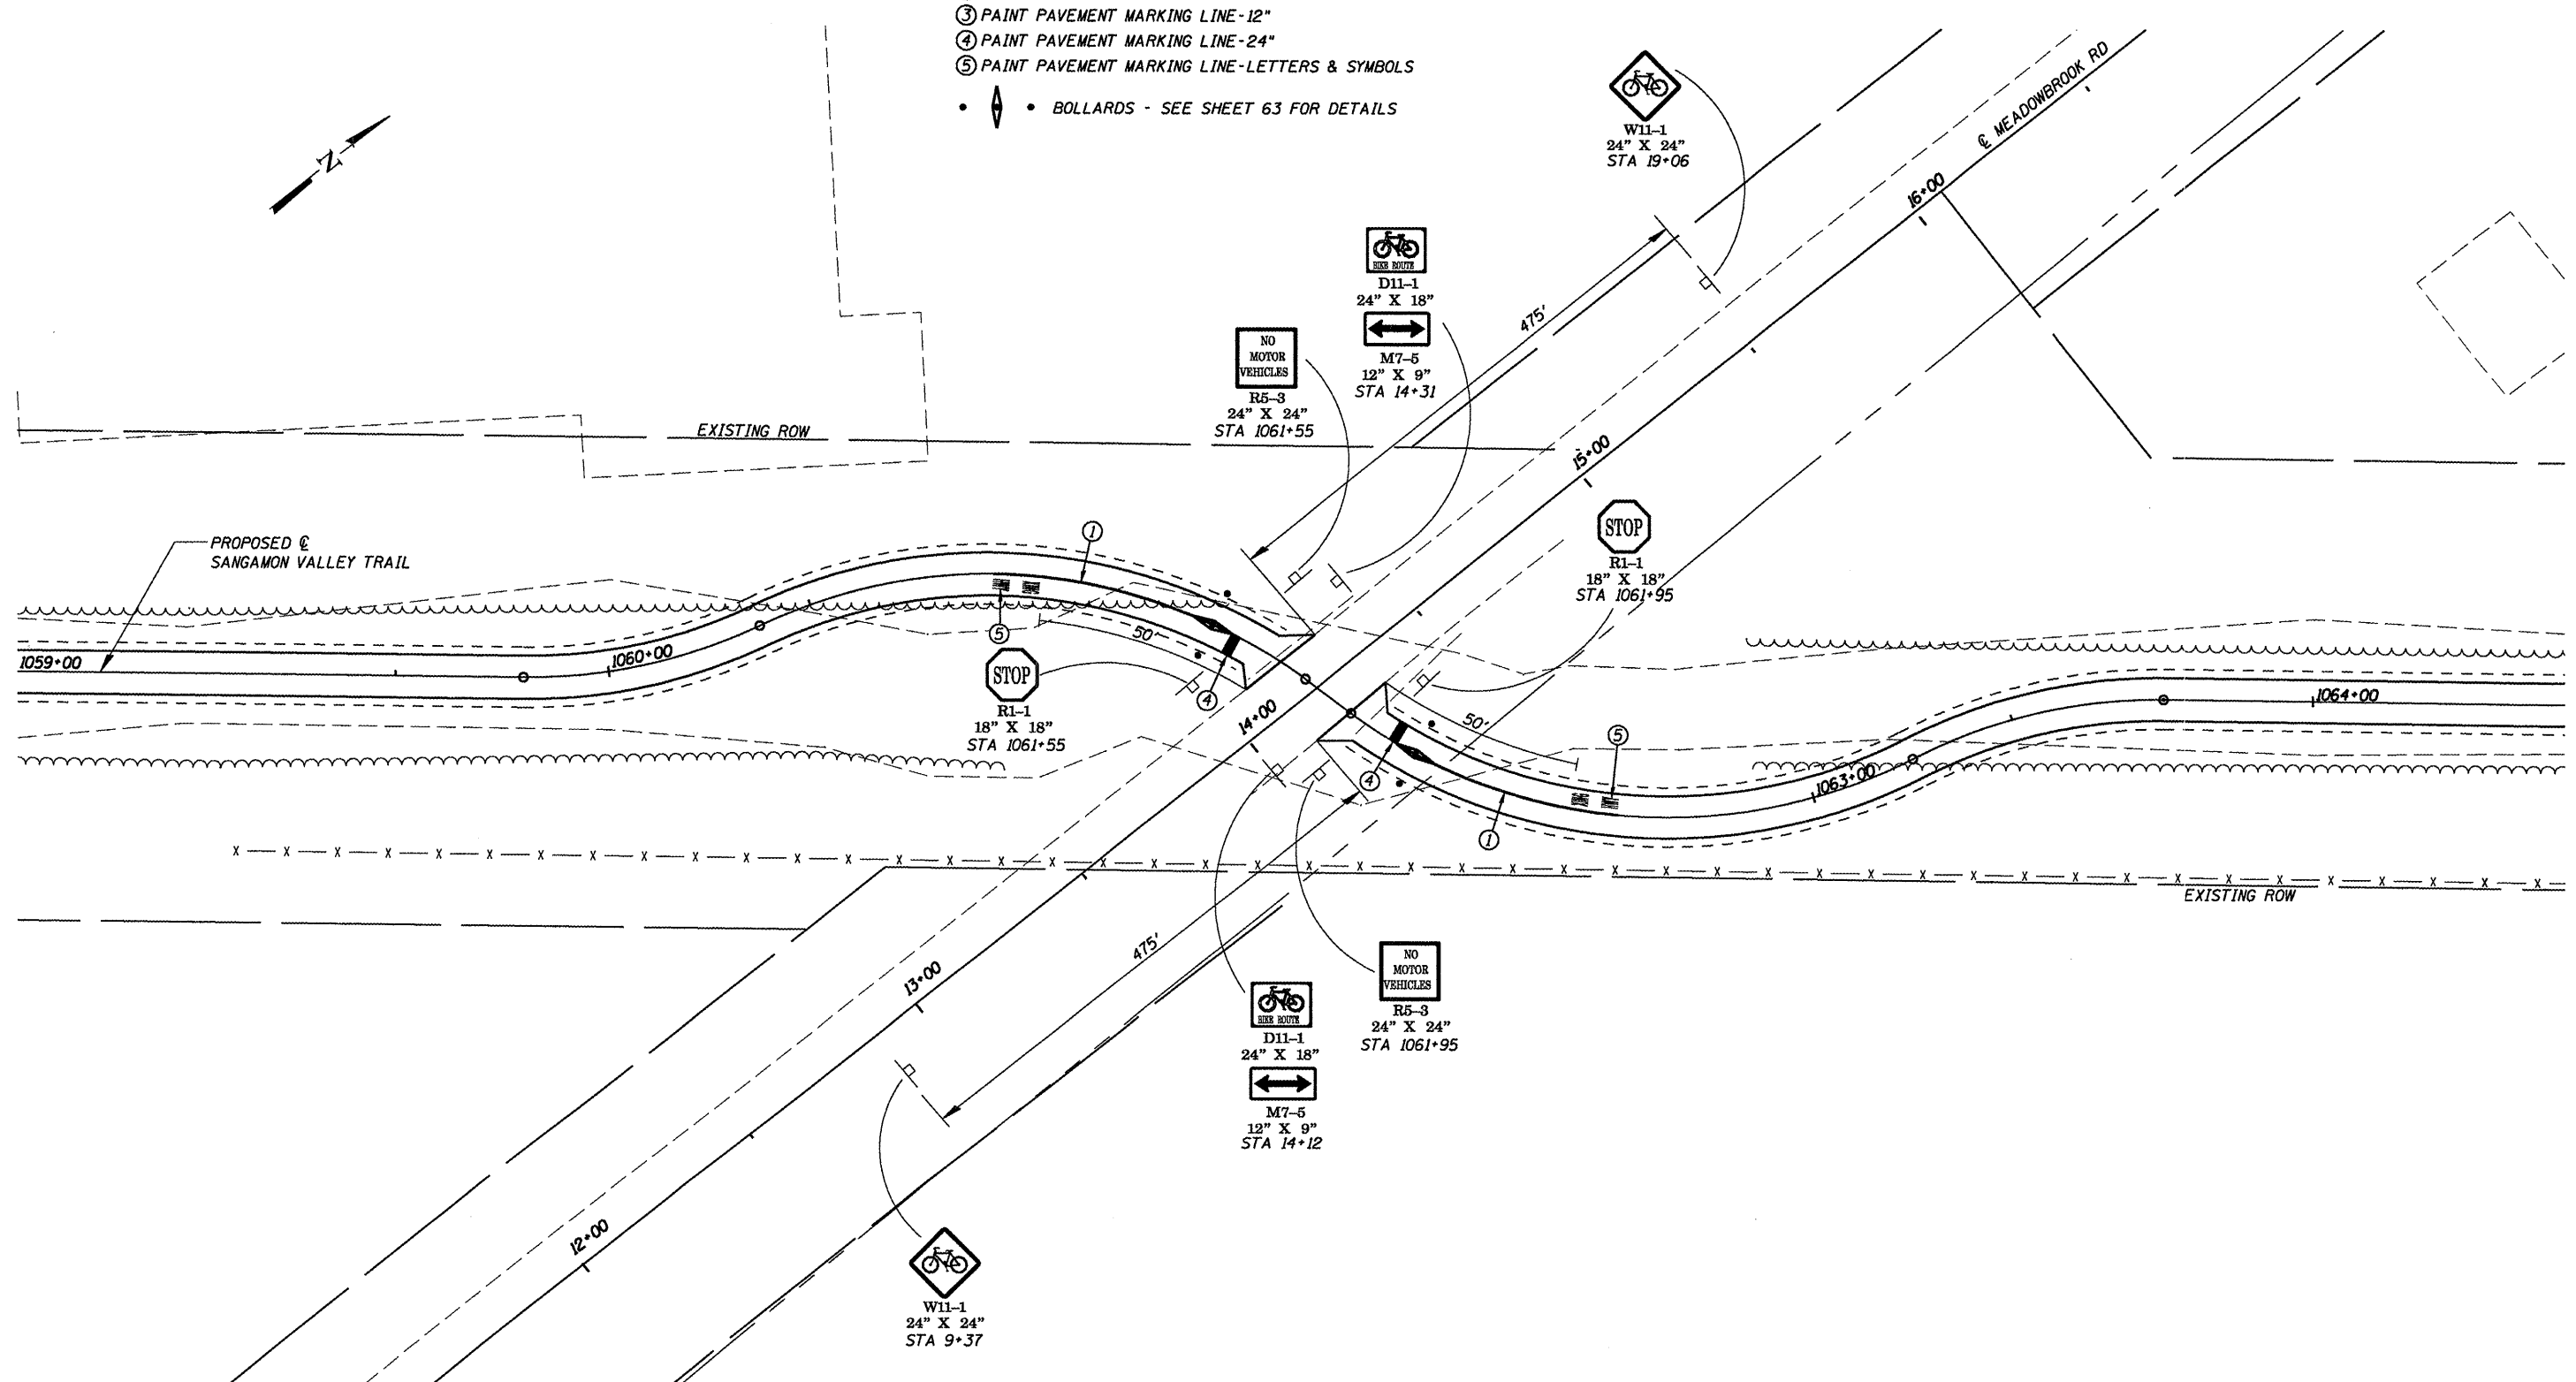 ③ PAINT PAVEMENT MARKING LINE-12"
④ PAINT PAVEMENT MARKING LINE-24"
⑤ PAINT PAVEMENT MARKING LINE-LETTERS & SYMBOLS
BOLLARDS - SEE SHEET 63 FOR DETAILS
N
W11-1
24" X 24"
STA 19+06
℄ MEADOWBROOK RD
16+00
BIKE ROUTE
D11-1
24" X 18"
M7-5
12" X 9"
STA 14+31
475'
NO
MOTOR
VEHICLES
R5-3
24" X 24"
STA 1061+55
EXISTING ROW
15+00
PROPOSED ℄
SANGAMON VALLEY TRAIL
①
STOP
R1-1
18" X 18"
STA 1061+95
1059+00
1060+00
⑤
50'
STOP
R1-1
18" X 18"
STA 1061+55
④
14+00
50'
⑤
④
①
1063+00
1064+00
X X X X X X X X X X X X X X X X X X X X X X X X X X X X X X X X X X X X X X X X X X X X X X
EXISTING ROW
475'
13+00
NO
MOTOR
VEHICLES
R5-3
24" X 24"
STA 1061+95
BIKE ROUTE
D11-1
24" X 18"
M7-5
12" X 9"
STA 14+12
12+00
W11-1
24" X 24"
STA 9+37